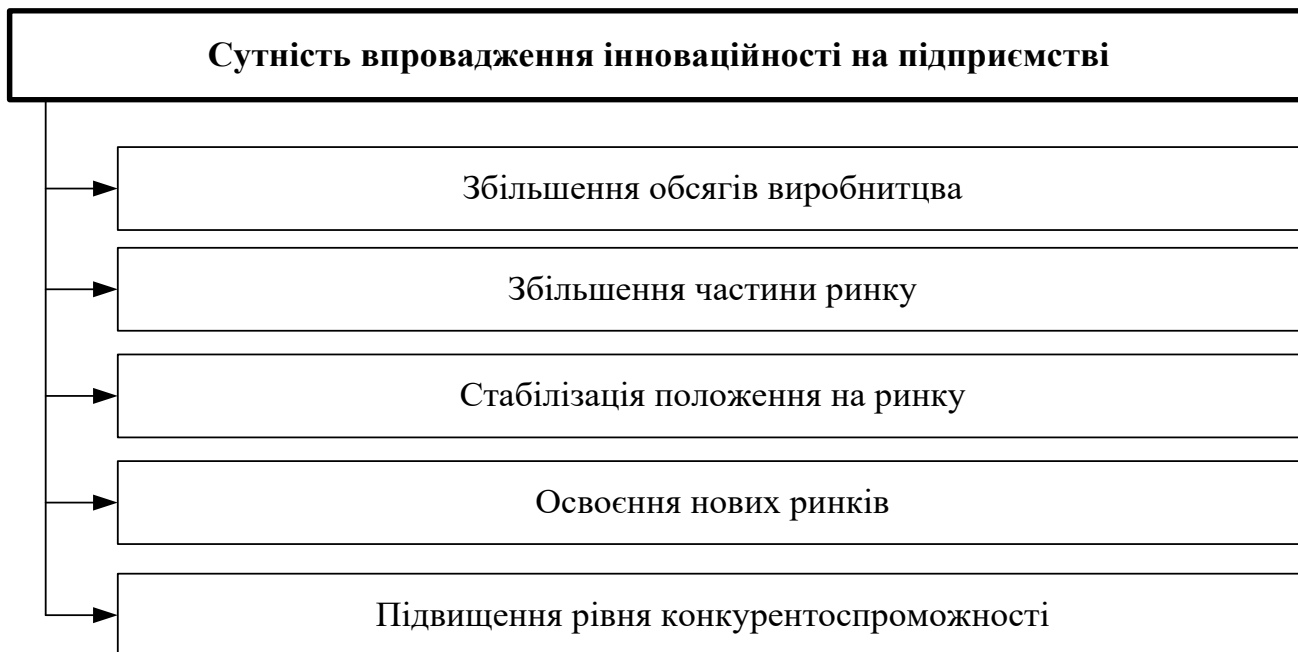 Сутність впровадження інноваційності на підприємстві
Збільшення обсягів виробнитцва
Збільшення частини ринку
Стабілізація положення на ринку
Освоєння нових ринків
Підвищення рівня конкурентоспроможності